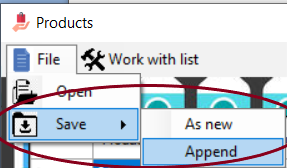 Products
File Work with list
Open
Save As new
Append